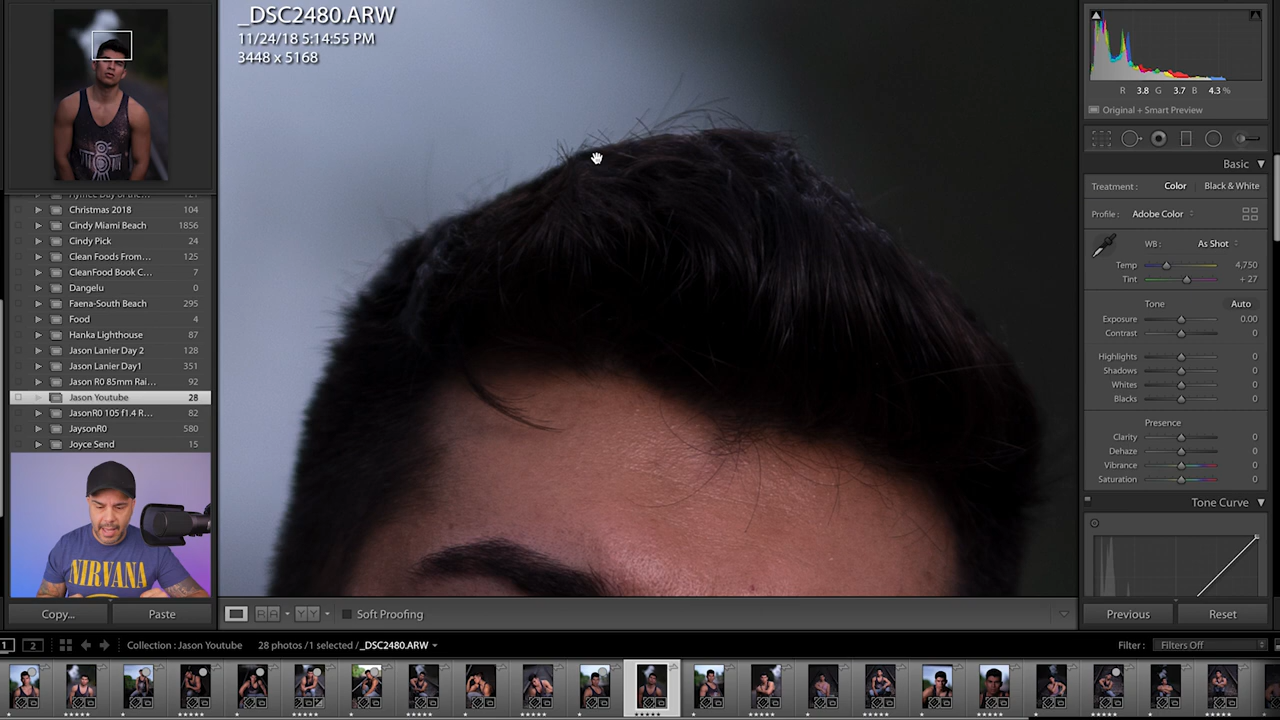 _DSC2480.ARW
11/24/18 5:14:55 PM
3448 x 5168
Christmas 2018 104
Cindy Miami Beach 1856
Cindy Pick 24
Clean Foods From... 125
CleanFood Book C... 7
Dangelu 0
Faena-South Beach 295
Food 4
Hanka Lighthouse 87
Jason Lanier Day 2 128
Jason Lanier Day1 351
Jason R0 85mm Rai... 92
Jason Youtube 28
JasonR0 105 f1.4 R... 82
JaysonR0 580
Joyce Send 15
NIRVANA
Copy... Paste
R 3.8 G 3.7 B 4.3 %
Original + Smart Preview
Basic
Treatment : Color Black & White
Profile : Adobe Color
WB : As Shot
Temp 4,750
Tint + 27
Tone Auto
Exposure 0.00
Contrast 0
Highlights 0
Shadows 0
Whites 0
Blacks 0
Presence
Clarity 0
Dehaze 0
Vibrance 0
Saturation 0
Tone Curve
Previous Reset
R A Y Y Soft Proofing
1 2 Collection : Jason Youtube 28 photos /1 selected / _DSC2480.ARW Filter : Filters Off